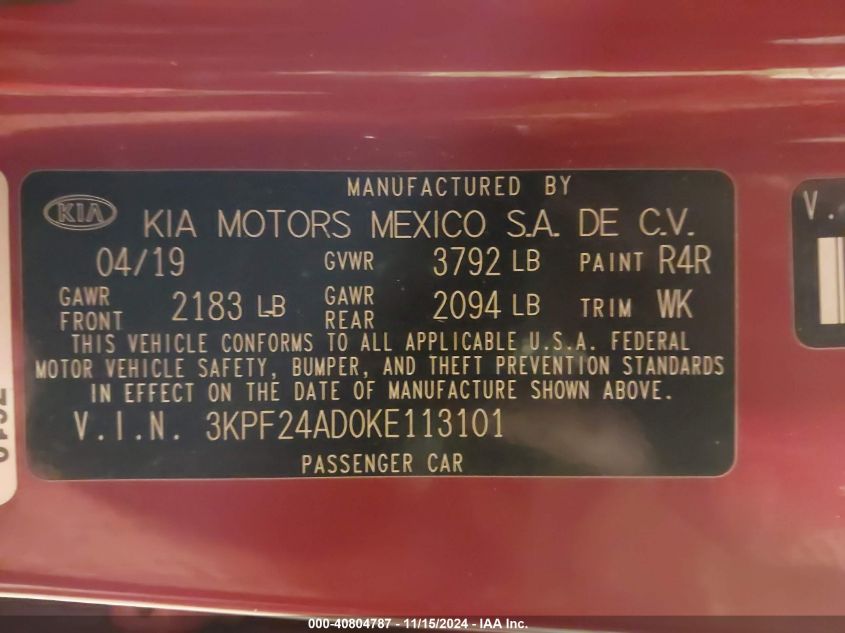 MANUFACTURED BY
KIA KIA MOTORS MEXICO S.A. DE C.V.
04/19 GVWR 3792 LB PAINT R4R
GAWR FRONT 2183 LB GAWR REAR 2094 LB TRIM WK
THIS VEHICLE CONFORMS TO ALL APPLICABLE U.S.A. FEDERAL
MOTOR VEHICLE SAFETY, BUMPER, AND THEFT PREVENTION STANDARDS
IN EFFECT ON THE DATE OF MANUFACTURE SHOWN ABOVE.
V.I.N. 3KPF24AD0KE113101
PASSENGER CAR
V.
000-40804787 - 11/15/2024 - IAA Inc.